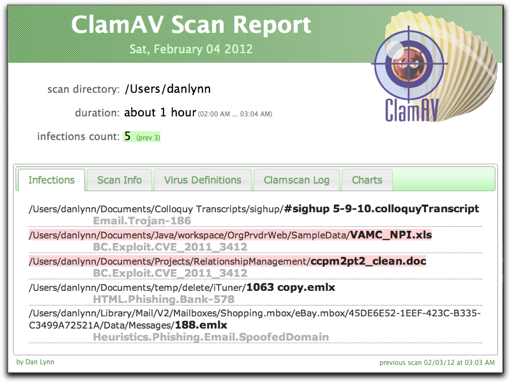 ClamAV Scan Report
Sat, February 04 2012
ClamAV
scan directory: /Users/danlynn
duration: about 1 hour (02:00 AM ... 03:04 AM)
infections count: 5 (prev 3)
Infections Scan Info Virus Definitions Clamscan Log Charts
/Users/danlynn/Documents/Colloquy Transcripts/sighup/#sighup 5-9-10.colloquyTranscript
Email.Trojan-186
/Users/danlynn/Documents/Java/workspace/OrgPrvdrWeb/SampleData/VAMC_NPI.xls
BC.Exploit.CVE_2011_3412
/Users/danlynn/Documents/Projects/RelationshipManagement/ccpm2pt2_clean.doc
BC.Exploit.CVE_2011_3412
/Users/danlynn/Documents/temp/delete/iTuner/1063 copy.emlx
HTML.Phishing.Bank-578
/Users/danlynn/Library/Mail/V2/Mailboxes/Shopping.mbox/eBay.mbox/45DE6E52-1EEF-423C-B335-
C3499A72521A/Data/Messages/188.emlx
Heuristics.Phishing.Email.SpoofedDomain
by Dan Lynn
previous scan 02/03/12 at 03:03 AM